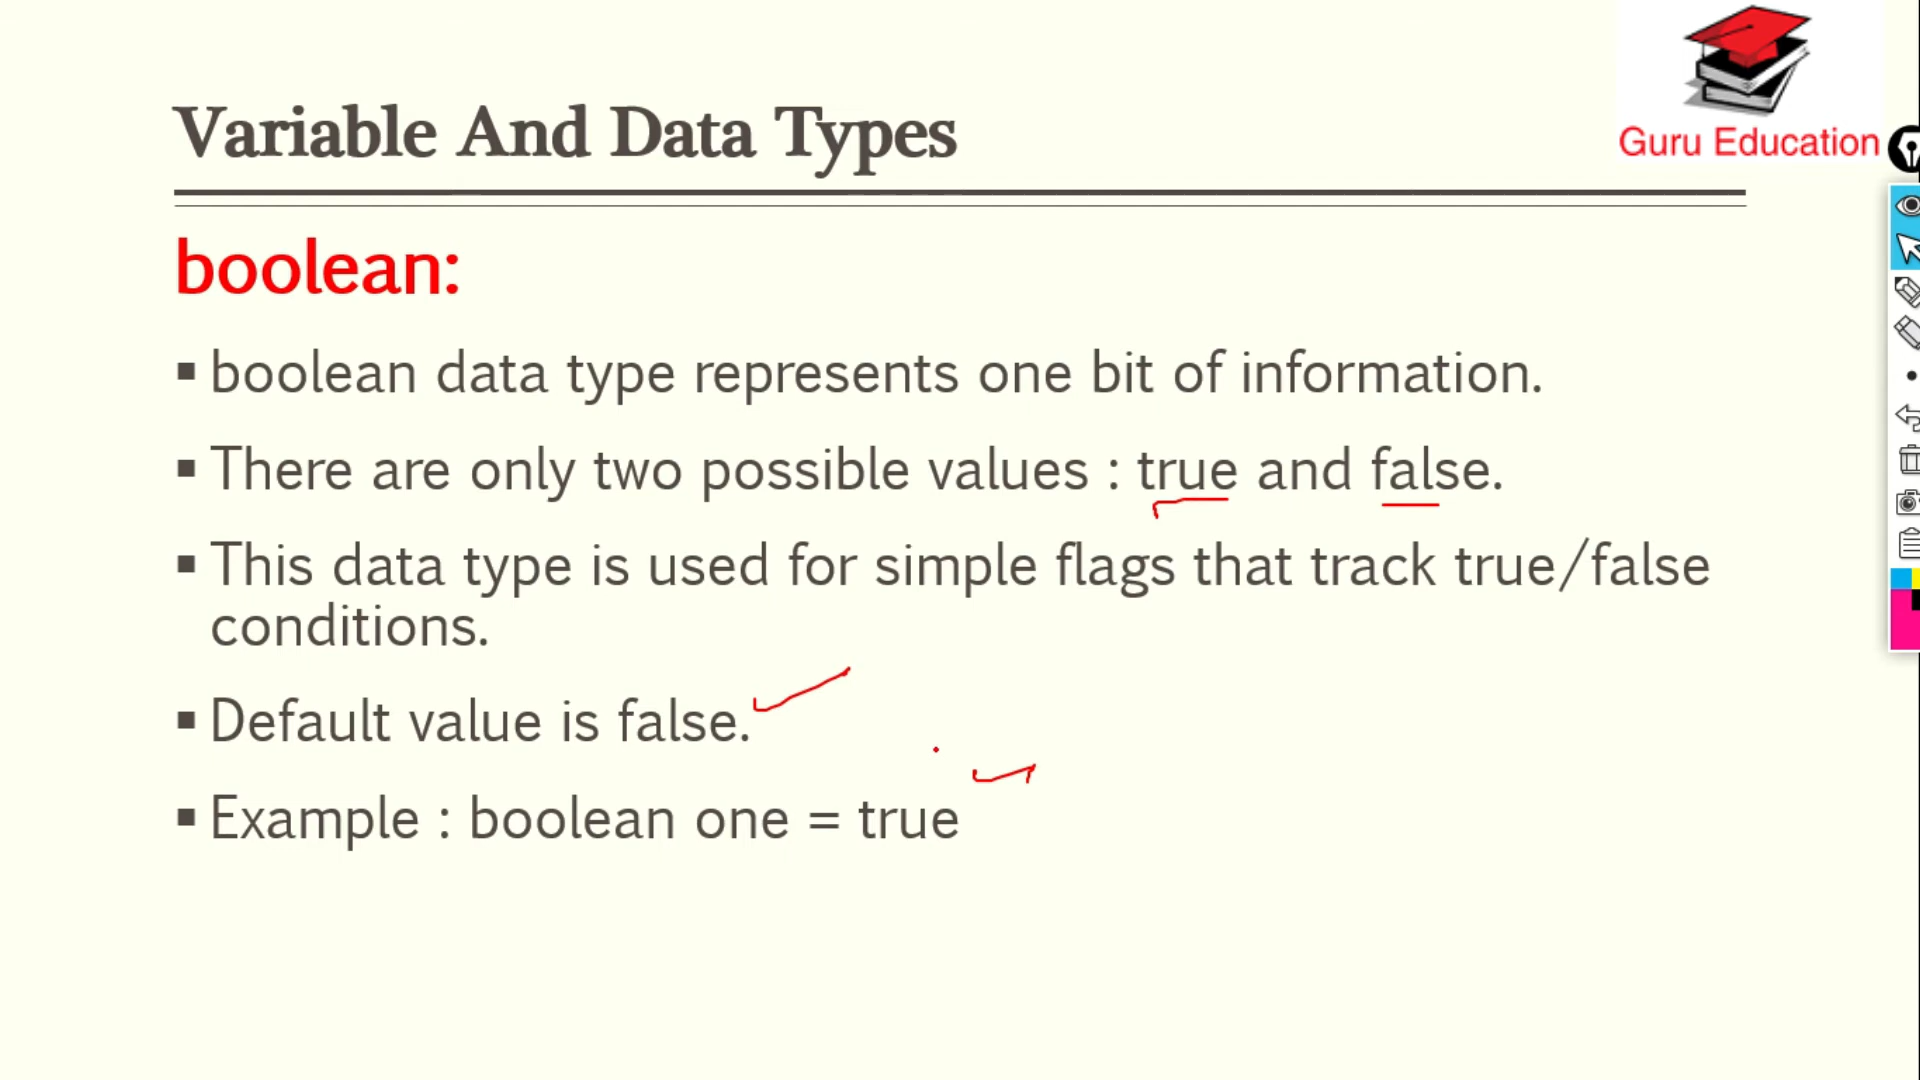 Guru Education
Variable And Data Types
boolean:
▪ boolean data type represents one bit of information.
▪ There are only two possible values : true and false.
▪ This data type is used for simple flags that track true/false
conditions.
▪ Default value is false.
▪ Example : boolean one = true